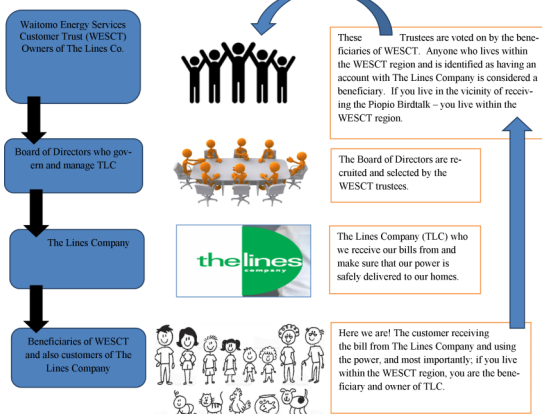 Waitomo Energy Services
Customer Trust (WESCT)
Owners of The Lines Co.
These Trustees are voted on by the bene-
ficiaries of WESCT. Anyone who lives within
the WESCT region and is identified as having an
account with The Lines Company is considered a
beneficiary. If you live in the vicinity of receiv-
ing the Piopio Birdtalk – you live within the
WESCT region.
Board of Directors who gov-
ern and manage TLC
The Board of Directors are re-
cruited and selected by the
WESCT trustees.
The Lines Company
thelines
company
The Lines Company (TLC) who
we receive our bills from and
make sure that our power is
safely delivered to our homes.
Beneficiaries of WESCT
and also customers of The
Lines Company
Here we are! The customer receiving
the bill from The Lines Company and using
the power, and most importantly; if you live
within the WESCT region, you are the bene-
ficiary and owner of TLC.